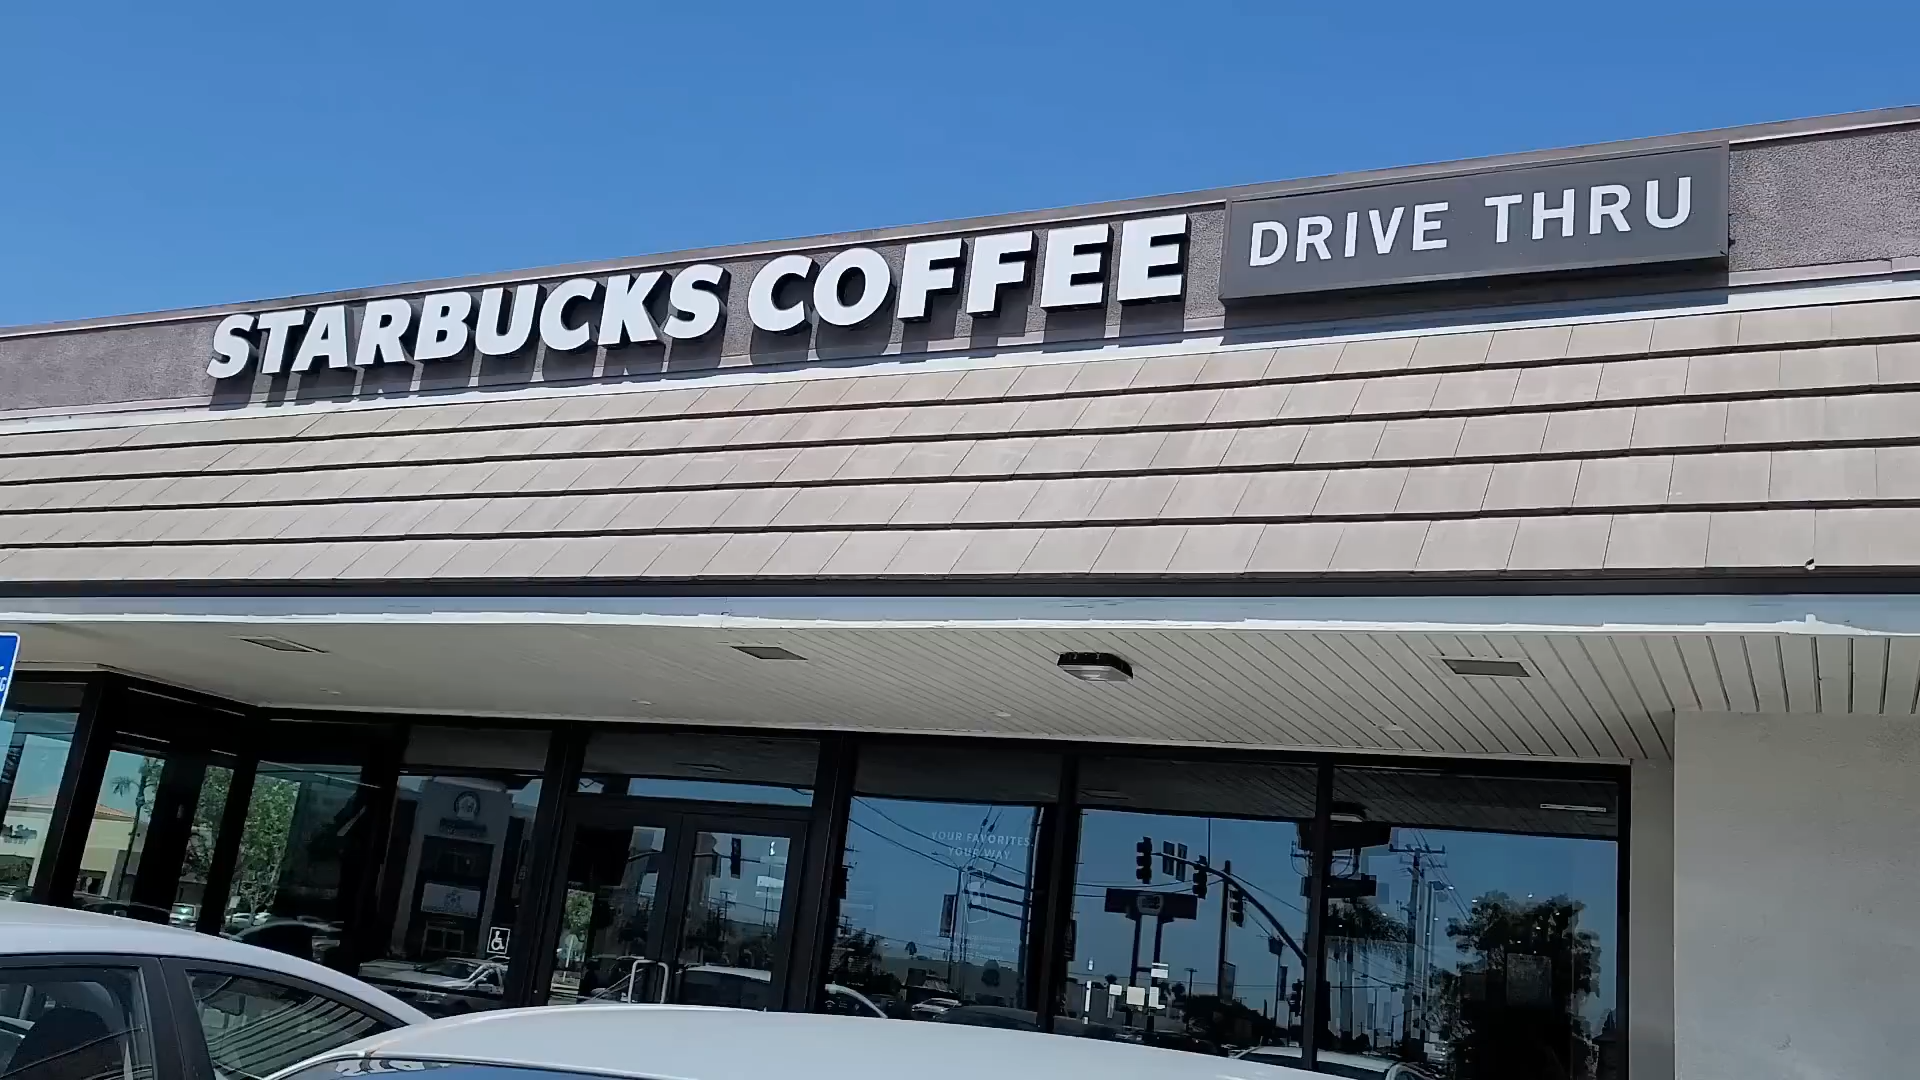 STARBUCKS COFFEE
DRIVE THRU
YOUR FAVORITES.
YOUR WAY.